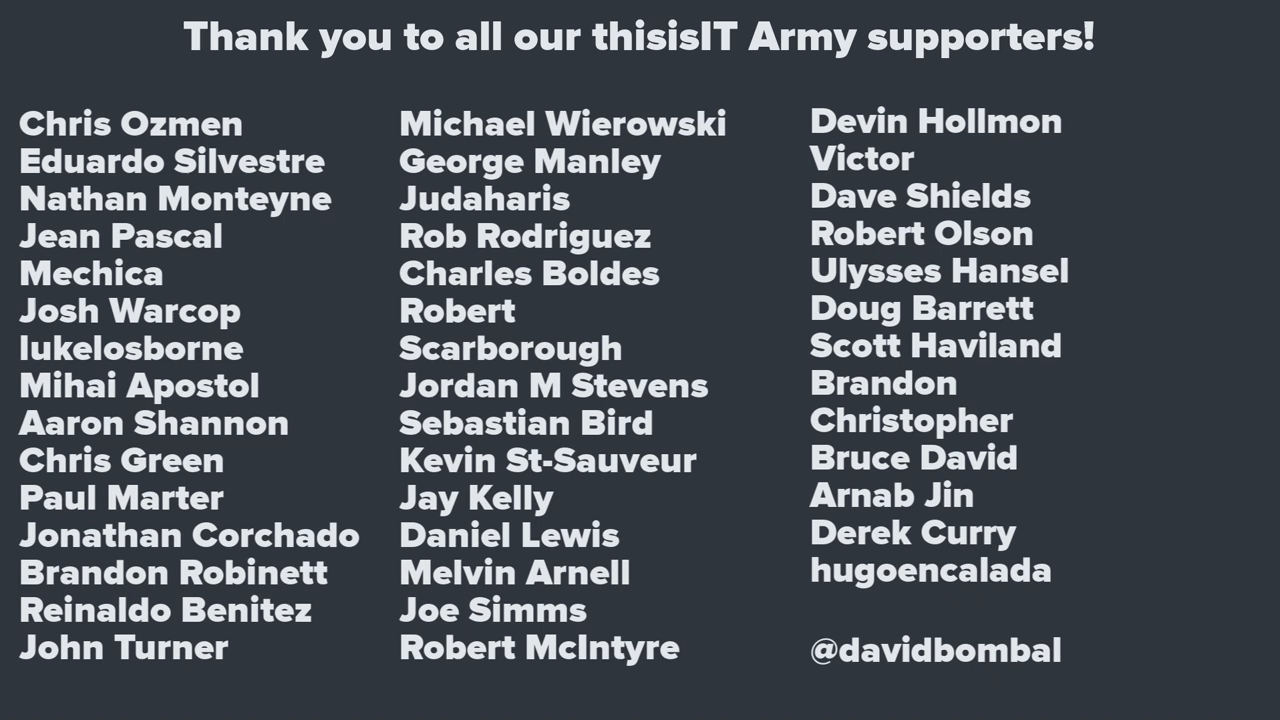 Thank you to all our thisisIT Army supporters!
Chris Ozmen
Eduardo Silvestre
Nathan Monteyne
Jean Pascal
Mechica
Josh Warcop
lukelosborne
Mihai Apostol
Aaron Shannon
Chris Green
Paul Marter
Jonathan Corchado
Brandon Robinett
Reinaldo Benitez
John Turner
Michael Wierowski
George Manley
Judaharis
Rob Rodriguez
Charles Boldes
Robert
Scarborough
Jordan M Stevens
Sebastian Bird
Kevin St-Sauveur
Jay Kelly
Daniel Lewis
Melvin Arnell
Joe Simms
Robert McIntyre
Devin Hollmon
Victor
Dave Shields
Robert Olson
Ulysses Hansel
Doug Barrett
Scott Haviland
Brandon
Christopher
Bruce David
Arnab Jin
Derek Curry
hugoencalada
@davidbombal